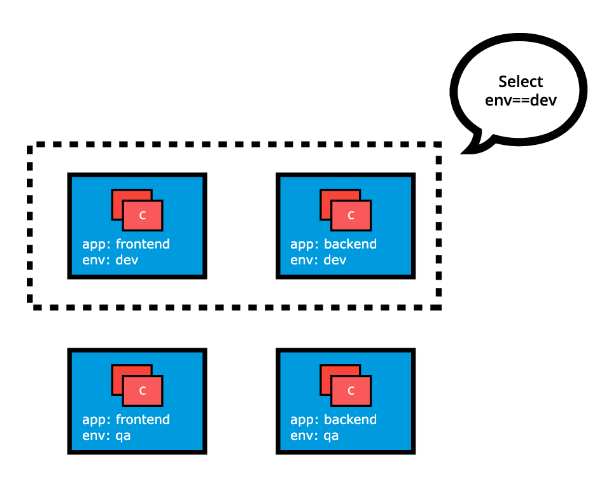 Select
env==dev
C
app: frontend
env: dev
C
app: backend
env: dev
C
app: frontend
env: qa
C
app: backend
env: qa